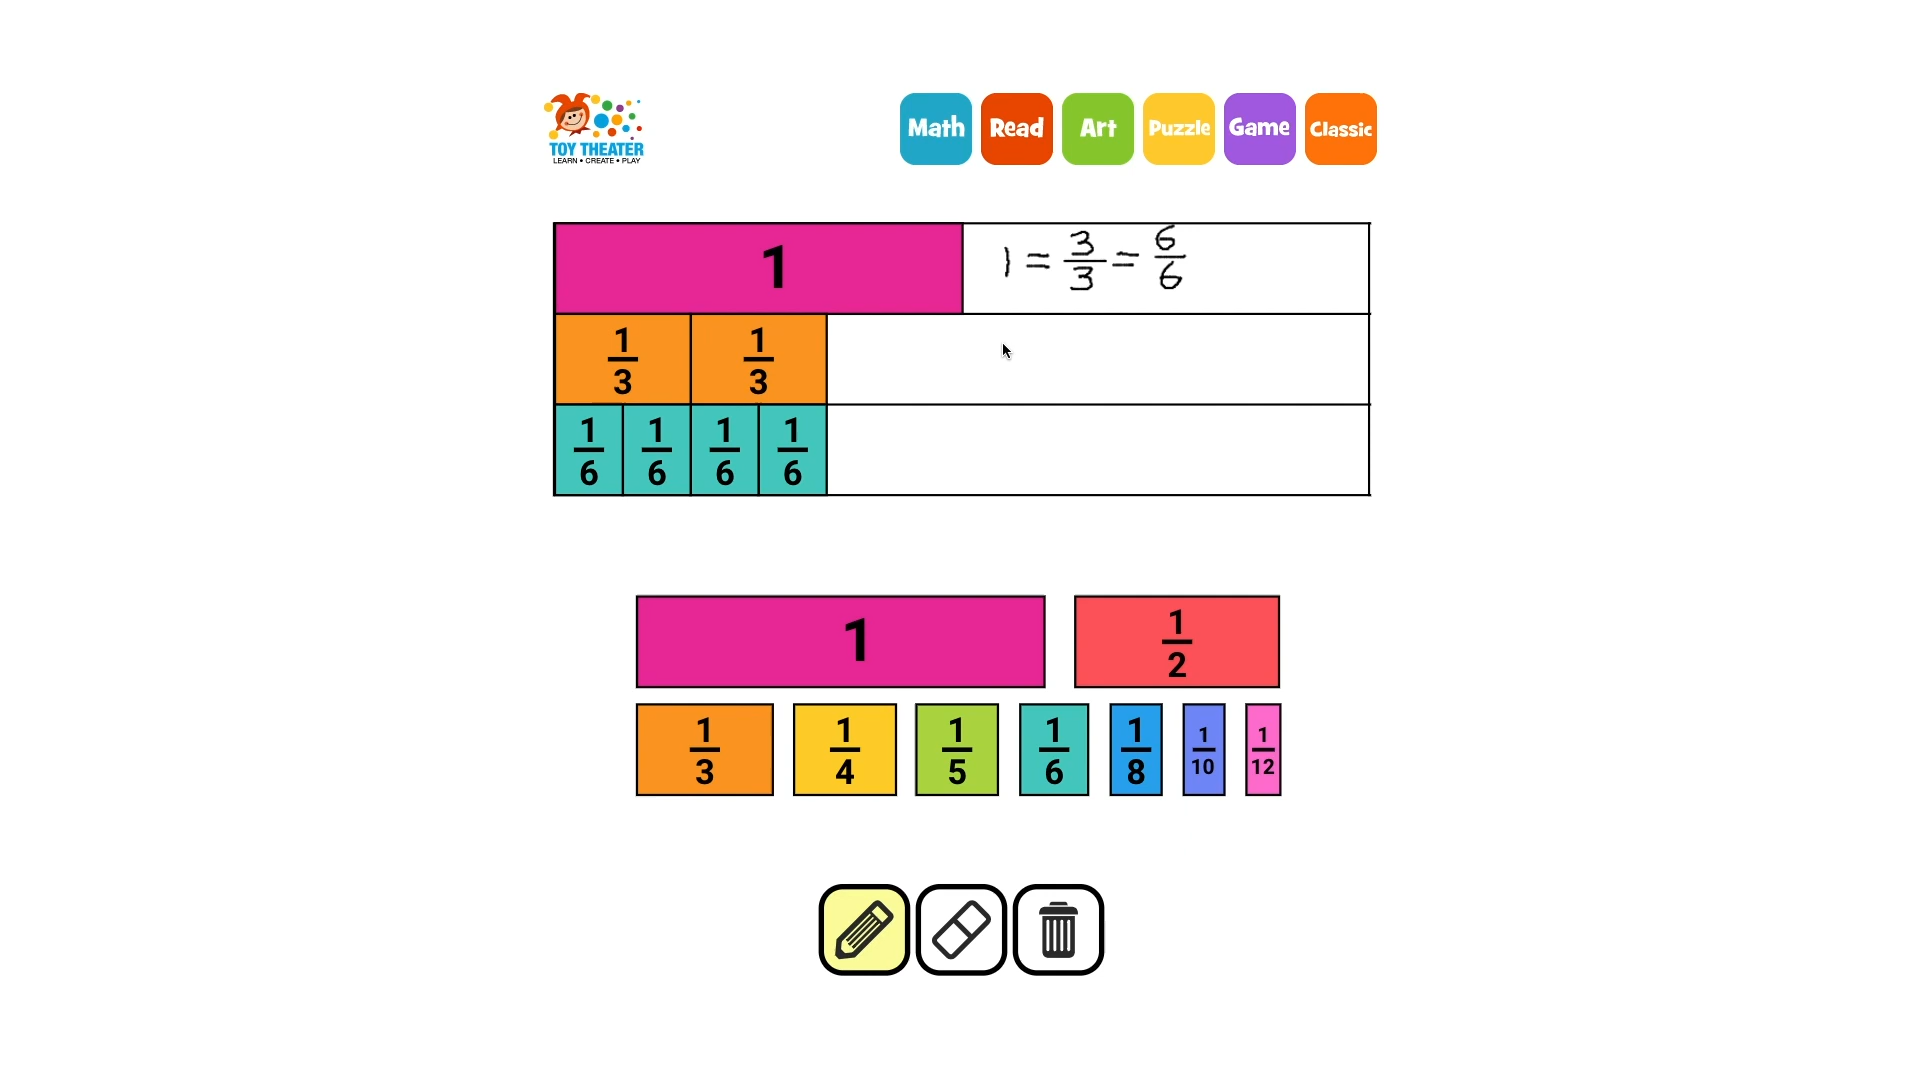 TOY THEATER
LEARN • CREATE • PLAY
Math Read Art Puzzle Game Classic
1
1 = 3/3 = 6/6
1/3 1/3
1/6 1/6 1/6 1/6
1 1/2
1/3 1/4 1/5 1/6 1/8 1/10 1/12